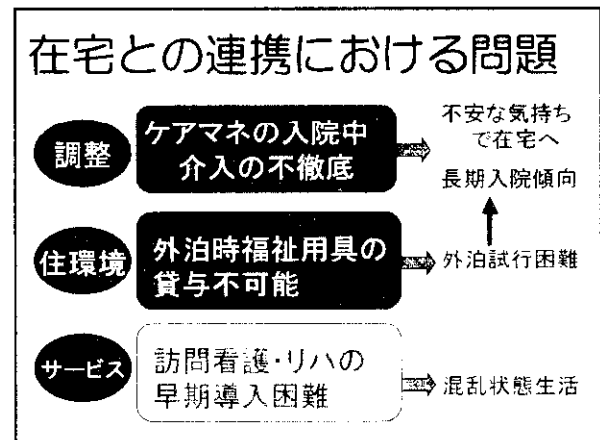 在宅との連携における問題
調整
ケアマネの入院中
介入の不徹底
不安な気持ち
で在宅へ
長期入院傾向
住環境
外泊時福祉用具の
貸与不可能
外泊試行困難
サービス
訪問看護・リハの
早期導入困難
混乱状態生活